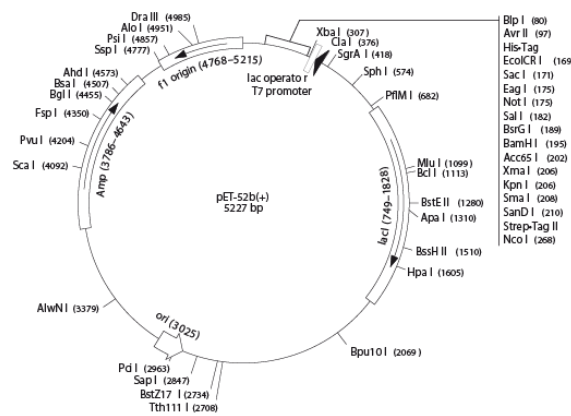 Dra III (4985)
Alo I (4951)
Psi I (4857)
Ssp I (4777)
f1 origin (4768–5215)
Xba I (307)
Cla I (376)
SgrA I (418)
lac operato r
T7 promoter
Sph I (574)
PflM I (682)
Ahd I (4573)
Bsa I (4507)
Bgl I (4455)
Fsp I (4350)
Pvu I (4204)
Sca I (4092)
Amp (3786–4643)
pET-52b(+)
5227 bp
lacI (749–1828)
Mlu I (1099)
Bcl I (1113)
BstE II (1280)
Apa I (1310)
BssH II (1510)
Hpa I (1605)
AlwN I (3379)
ori (3025)
Bpu10 I (2069)
Pci I (2963)
Sap I (2847)
BstZ17 I (2734)
Tth111 I (2708)
Blp I (80)
Avr II (97)
His•Tag
EcoICR I (169
Sac I (171)
Eag I (175)
Not I (175)
Sal I (182)
BsrG I (189)
BamH I (195)
Acc65 I (202)
Xma I (206)
Kpn I (206)
Sma I (208)
SanD I (210)
Strep•Tag II
Nco I (268)